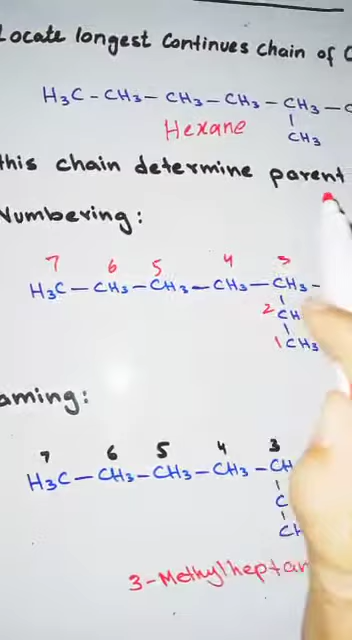 Locate longest Continues chain of C
H₃C - CH₃ - CH₃ - CH₃ - CH₃ - C
Hexane
CH₃
this chain determine parent
Numbering:
7 6 5 4 3
H₃C - CH₃ - CH₃ - CH₃ - CH₃ -
2 CH
1 CH₃
aming:
7 6 5 4 3
H₃C - CH₃ - CH₃ - CH₃ - CH
C
CH
3-Methylheptan